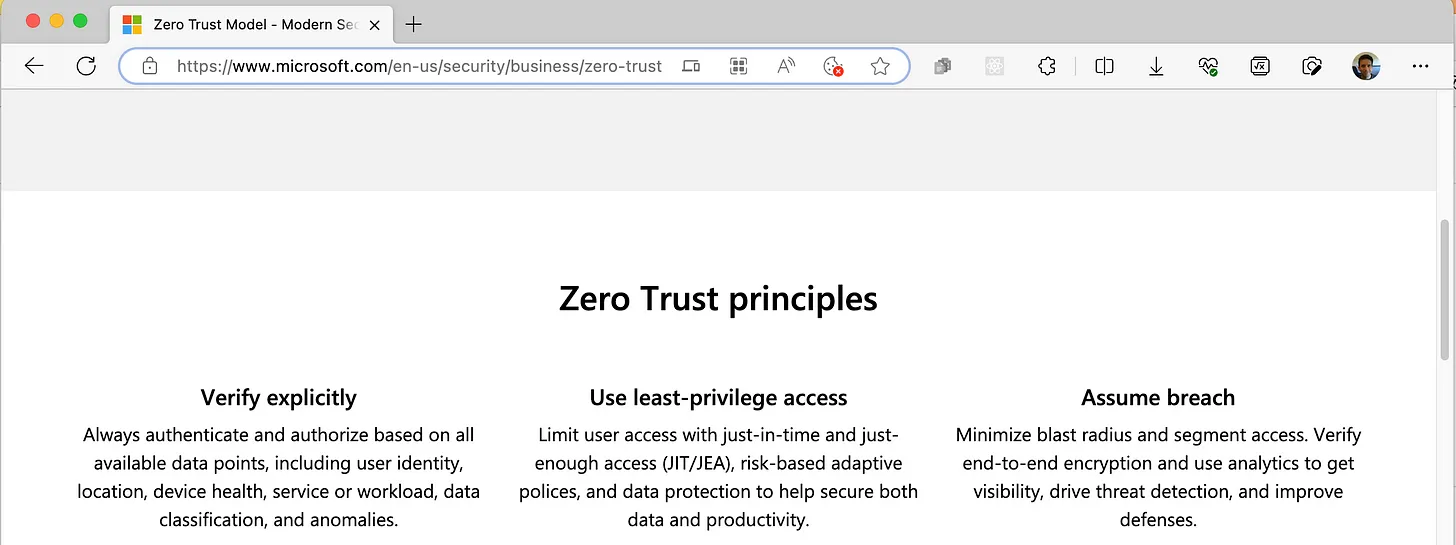 Zero Trust Model - Modern Sec
https://www.microsoft.com/en-us/security/business/zero-trust
Zero Trust principles
Verify explicitly
Always authenticate and authorize based on all
available data points, including user identity,
location, device health, service or workload, data
classification, and anomalies.
Use least-privilege access
Limit user access with just-in-time and just-
enough access (JIT/JEA), risk-based adaptive
polices, and data protection to help secure both
data and productivity.
Assume breach
Minimize blast radius and segment access. Verify
end-to-end encryption and use analytics to get
visibility, drive threat detection, and improve
defenses.